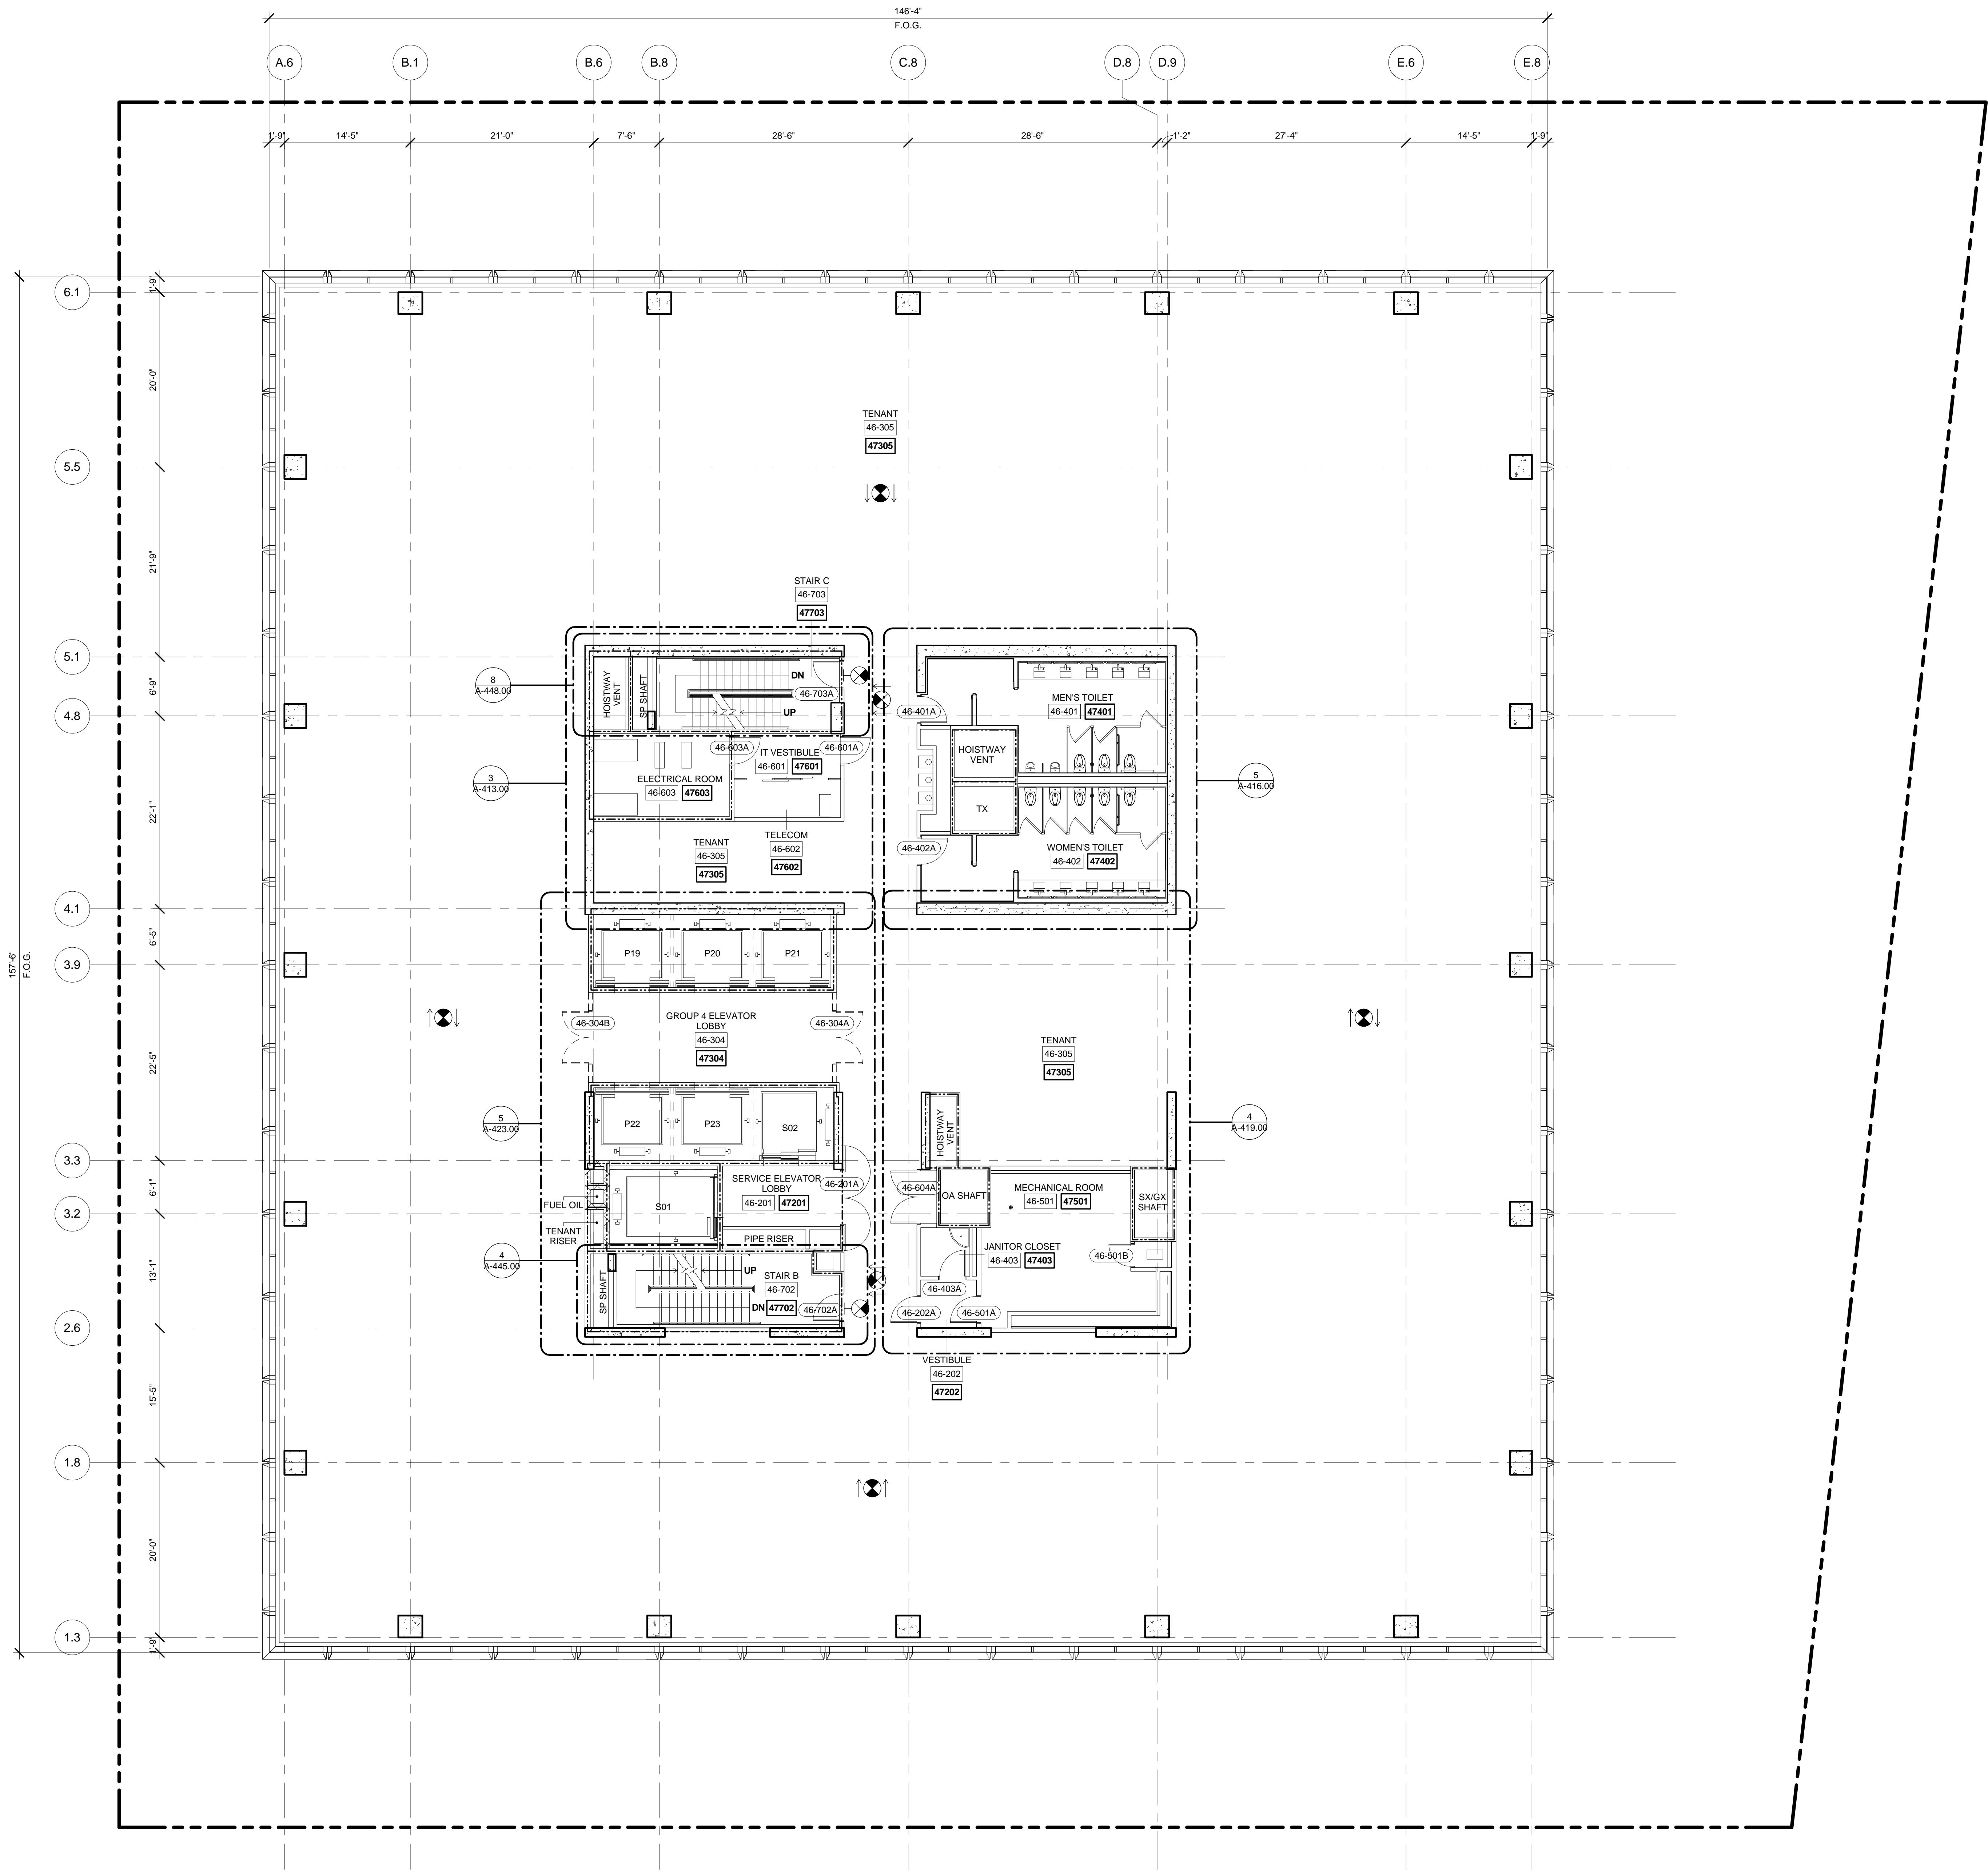 146'-4"
F.O.G.
A.6
B.1
B.6
B.8
C.8
D.8
D.9
E.6
E.8
1'-9"
14'-5"
21'-0"
7'-6"
28'-6"
28'-6"
1'-2"
27'-4"
14'-5"
1'-9"
6.1
5.5
5.1
4.8
4.1
3.9
3.3
3.2
2.6
1.8
1.3
1'-9"
20'-0"
21'-9"
6'-9"
22'-1"
6'-5"
22'-5"
6'-1"
13'-1"
15'-5"
20'-0"
1'-9"
157'-6"
F.O.G.
TENANT
46-305
47305
STAIR C
46-703
47703
8
A-448.00
HOISTWAY
VENT
SP SHAFT
DN
46-703A
UP
46-603A
46-601A
IT VESTIBULE
46-601 47601
3
A-413.00
ELECTRICAL ROOM
46-603 47603
TELECOM
46-602
47602
TENANT
46-305
47305
46-401A
MEN'S TOILET
46-401 47401
HOISTWAY
VENT
TX
5
A-416.00
46-402A
WOMEN'S TOILET
46-402 47402
P19
P20
P21
46-304B
GROUP 4 ELEVATOR
LOBBY
46-304
47304
46-304A
TENANT
46-305
47305
5
A-423.00
P22
P23
S02
HOISTWAY
VENT
4
A-419.00
FUEL OIL
TENANT
RISER
S01
SERVICE ELEVATOR
LOBBY
46-201 47201
46-201A
PIPE RISER
46-604A
OA SHAFT
MECHANICAL ROOM
46-501 47501
SX/GX
SHAFT
4
A-445.00
SP SHAFT
UP
STAIR B
46-702
DN 47702
46-702A
JANITOR CLOSET
46-403 47403
46-501B
46-403A
46-202A
46-501A
VESTIBULE
46-202
47202